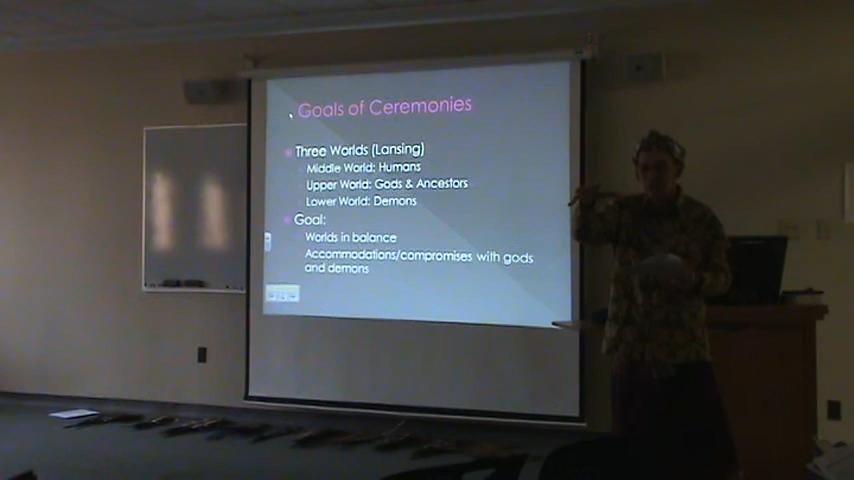 Goals of Ceremonies
Three Worlds (Lansing)
Middle World: Humans
Upper World: Gods & Ancestors
Lower World: Demons
Goal:
Worlds in balance
Accommodations/compromises with gods
and demons